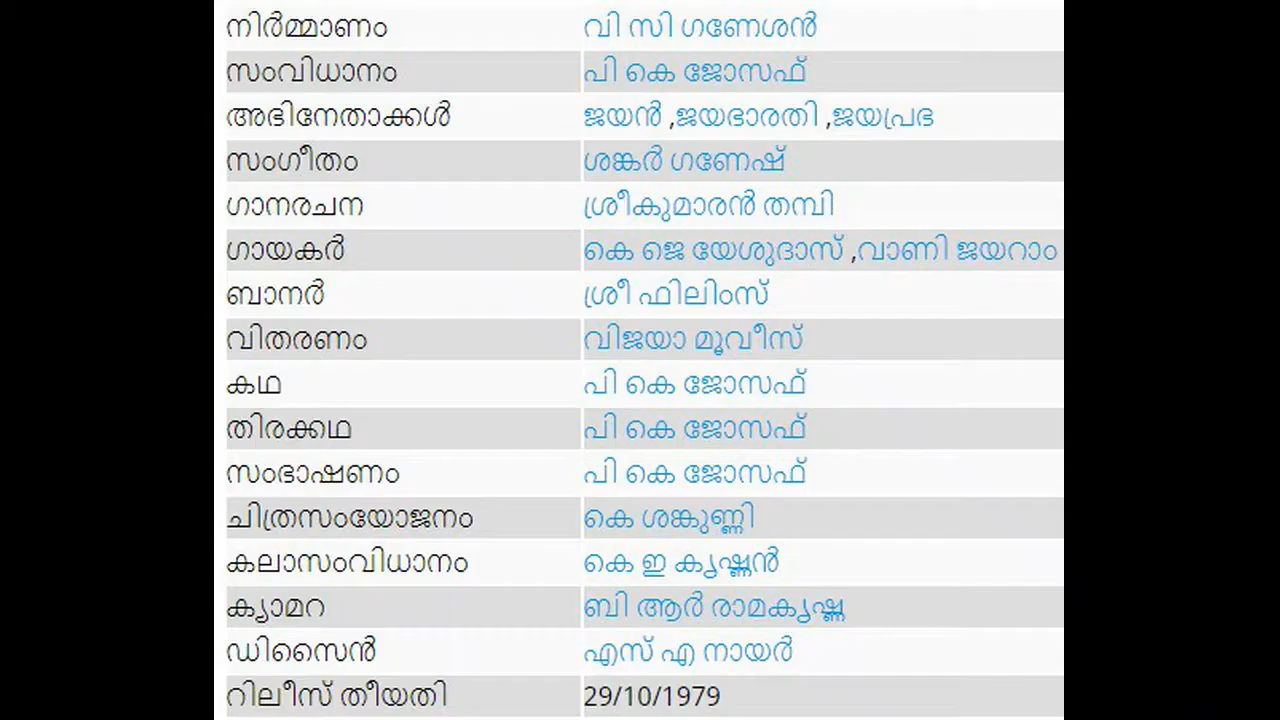 നിർമ്മാണം വി സി ഗണേശൻ
സംവിധാനം പി കെ ജോസഫ്
അഭിനേതാക്കൾ ജയൻ ,ജയഭാരതി ,ജയപ്രഭ
സംഗീതം ശങ്കർ ഗണേഷ്
ഗാനരചന ശ്രീകുമാരൻ തമ്പി
ഗായകർ കെ ജെ യേശുദാസ് ,വാണി ജയറാം
ബാനർ ശ്രീ ഫിലിംസ്
വിതരണം വിജയാ മൂവീസ്
കഥ പി കെ ജോസഫ്
തിരക്കഥ പി കെ ജോസഫ്
സംഭാഷണം പി കെ ജോസഫ്
ചിത്രസംയോജനം കെ ശങ്കുണ്ണി
കലാസംവിധാനം കെ ഇ കൃഷ്ണൻ
ക്യാമറ ബി ആർ രാമകൃഷ്ണ
ഡിസൈൻ എസ് എ നായർ
റിലീസ് തീയതി 29/10/1979